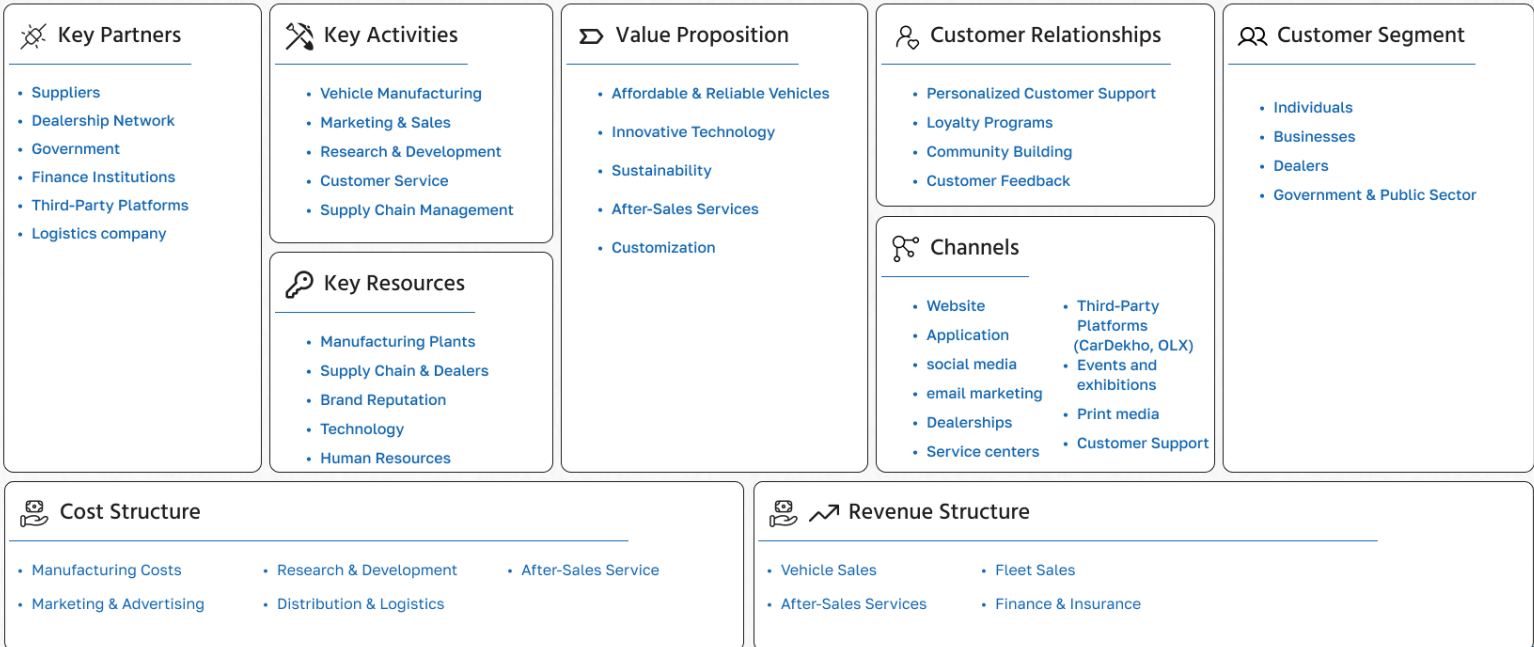 Key Partners
Suppliers
Dealership Network
Government
Finance Institutions
Third-Party Platforms
Logistics company
Key Activities
Vehicle Manufacturing
Marketing & Sales
Research & Development
Customer Service
Supply Chain Management
Key Resources
Manufacturing Plants
Supply Chain & Dealers
Brand Reputation
Technology
Human Resources
Value Proposition
Affordable & Reliable Vehicles
Innovative Technology
Sustainability
After-Sales Services
Customization
Customer Relationships
Personalized Customer Support
Loyalty Programs
Community Building
Customer Feedback
Channels
Website
Application
social media
email marketing
Dealerships
Service centers
Third-Party
Platforms
(CarDekho, OLX)
Events and
exhibitions
Print media
Customer Support
Customer Segment
Individuals
Businesses
Dealers
Government & Public Sector
Cost Structure
Manufacturing Costs
Marketing & Advertising
Research & Development
Distribution & Logistics
After-Sales Service
Revenue Structure
Vehicle Sales
After-Sales Services
Fleet Sales
Finance & Insurance